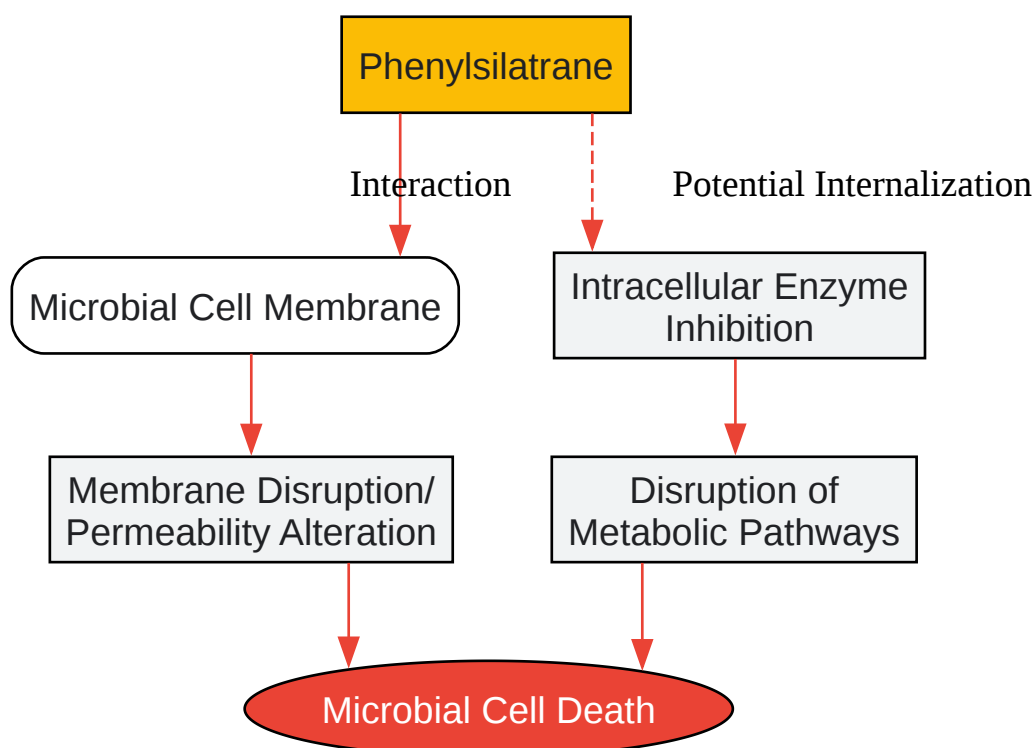 Phenylsilatrane
Interaction
Potential Internalization
Microbial Cell Membrane
Intracellular Enzyme
Inhibition
Membrane Disruption/
Permeability Alteration
Disruption of
Metabolic Pathways
Microbial Cell Death